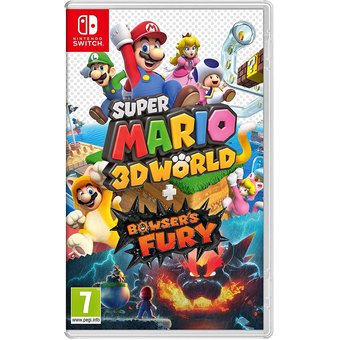 NINTENDO
SWITCH
SUPER
MARIO
3D WORLD
+
BOWSER'S
FURY
7
www.pegi.info